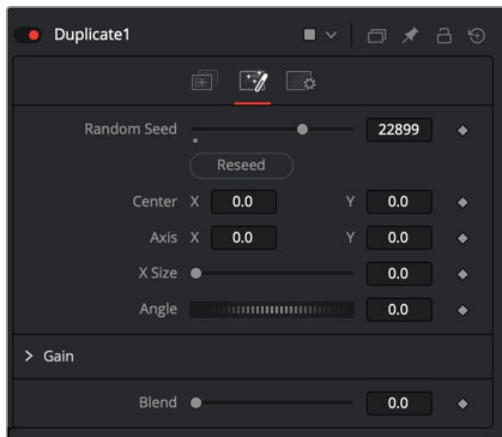 Duplicate1
Random Seed 22899
Reseed
Center X 0.0 Y 0.0
Axis X 0.0 Y 0.0
X Size 0.0
Angle 0.0
> Gain
Blend 0.0